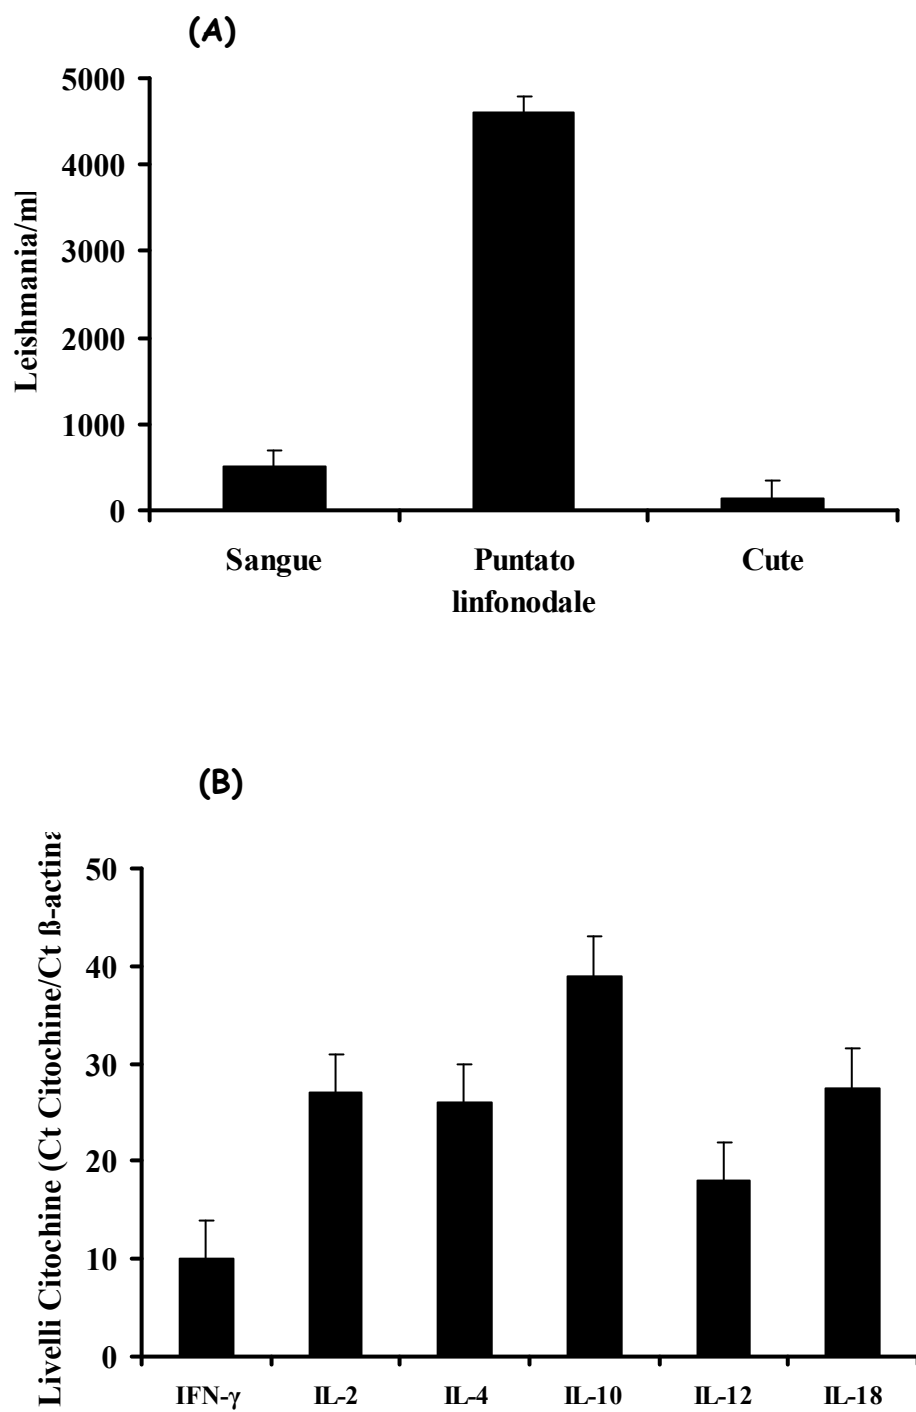 (A)
5000
4000
3000
2000
1000
0
Leishmania/ml
Sangue
Puntato
linfonodale
Cute
(B)
50
40
30
20
10
0
Livelli Citochine (Ct Citochine/Ct ß-actina
IFN-γ
IL-2
IL-4
IL-10
IL-12
IL-18